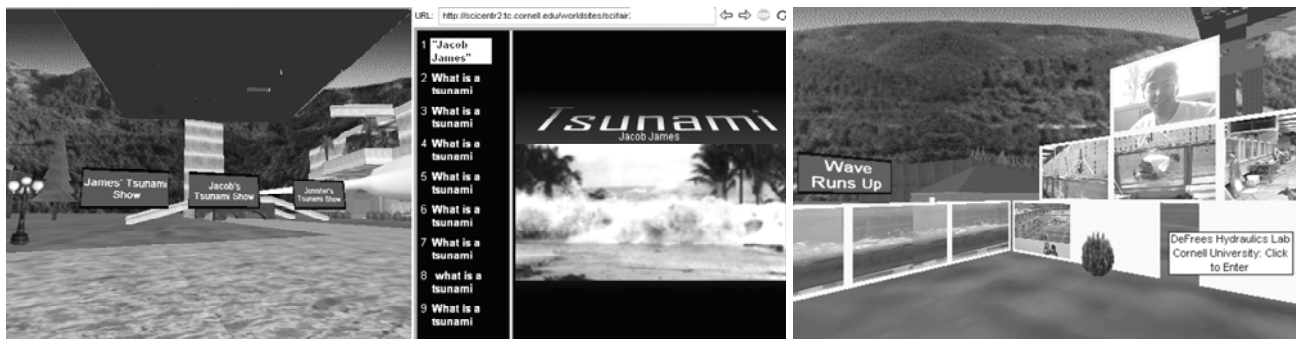 James' Tsunami
Show
Jacob's
Tsunami Show
Jennifer's
Tsunami Show
URL: http://scicentr2.tc.cornell.edu/worldsites/scifair
1 "Jacob
James"
2 What is a
tsunami
3 What is a
tsunami
4 What is a
tsunami
5 What is a
tsunami
6 What is a
tsunami
7 What is a
tsunami
8 what is a
tsunami
9 What is a
tsunami
Tsunami
Jacob James
Wave
Runs Up
DeFrees Hydraulics Lab
Cornell University: Click
to Enter